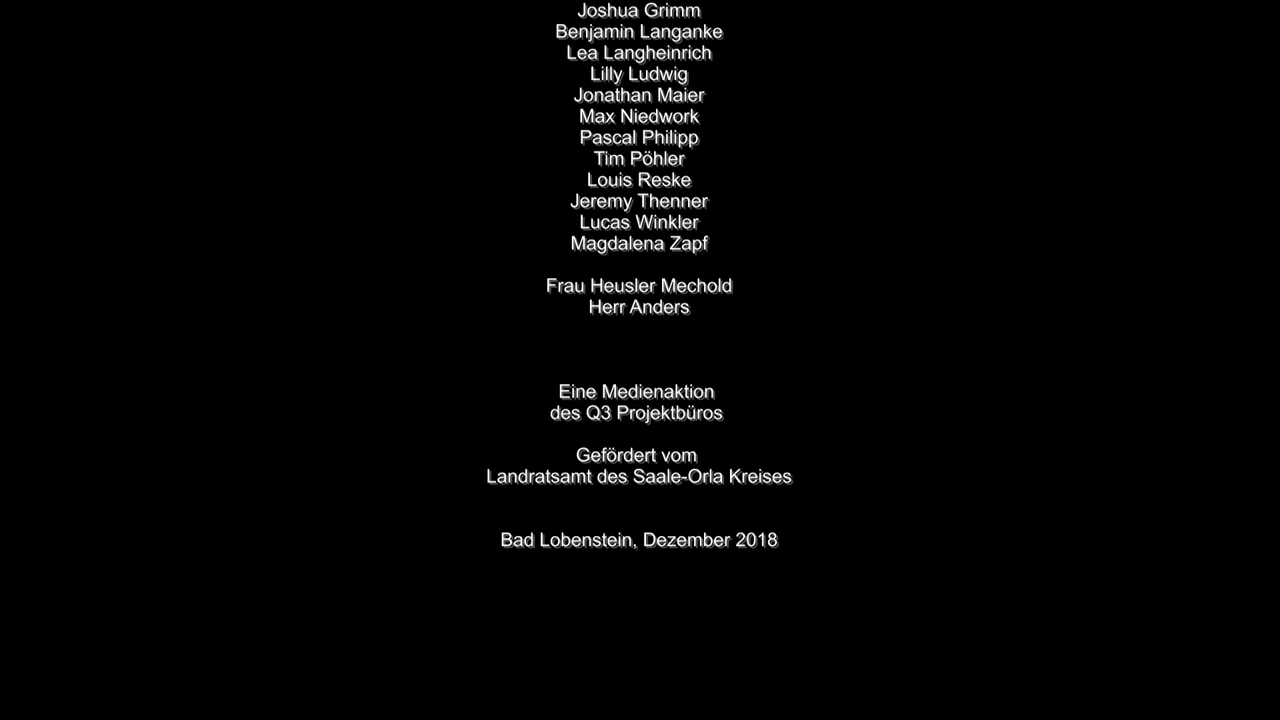 Joshua Grimm
Benjamin Langanke
Lea Langheinrich
Lilly Ludwig
Jonathan Maier
Max Niedwork
Pascal Philipp
Tim Pöhler
Louis Reske
Jeremy Thenner
Lucas Winkler
Magdalena Zapf
Frau Heusler Mechold
Herr Anders
Eine Medienaktion
des Q3 Projektbüros
Gefördert vom
Landratsamt des Saale-Orla Kreises
Bad Lobenstein, Dezember 2018